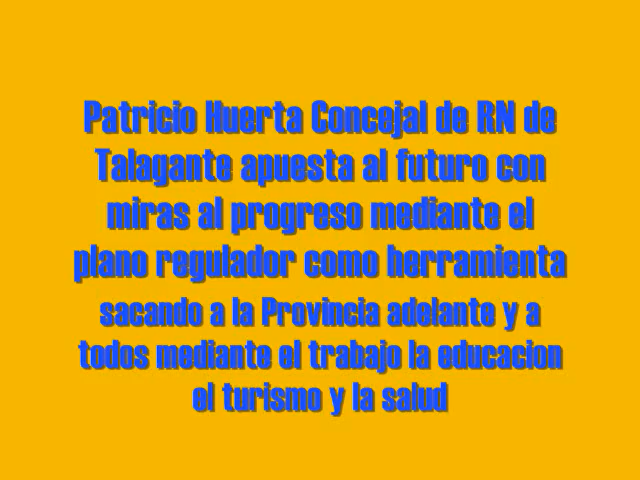 Patricio Huerta Concejal de RN de
Talagante apuesta al futuro con
miras al progreso mediante el
plano regulador como herramienta
sacando a la Provincia adelante y a
todos mediante el trabajo la educacion
el turismo y la salud